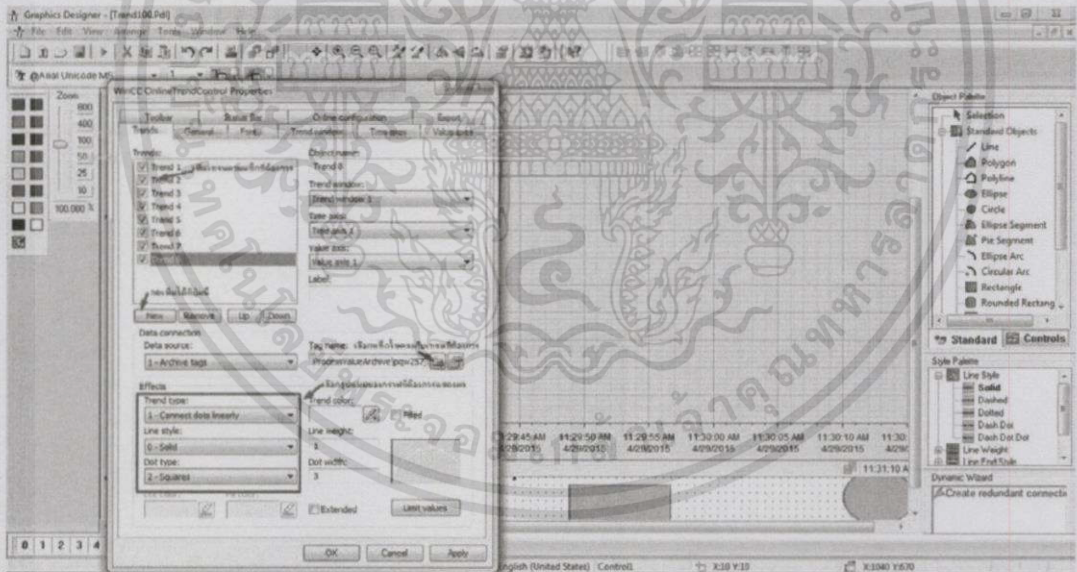 Graphics Designer - [Trend100.Pdl]
File Edit View Arrange Tools Window Help
@Arial Unicode MS
Zoom
800
400
100
50
25
10
100.000 %
WinCC OnlineTrendControl Properties
Toolbar Status Bar Online configuration Export
Trends General Font Trend window Time axes Value axes
Trends:
Trend 1
Trend 2
Trend 3
Trend 4
Trend 5
Trend 6
Trend 7
New Remove Up Down
Object name:
Trend 8
Trend window:
Trend window 1
Time axis:
Time axis 1
Value axis:
Value axis 1
Label:
Data connection
Data source:
1 - Archive tags
Tag name:
Effects
Trend type:
1 - Connect dots linearly
Line style:
0 - Solid
Dot type:
2 - Squares
Trend color:
Filled
Line weight:
1
Dot width:
3
Extended
Limit values
OK Cancel Apply
11:29:45 AM 11:29:50 AM 11:29:55 AM 11:30:00 AM 11:30:05 AM 11:30:10 AM 11:30
4/29/2015 4/29/2015 4/29/2015 4/29/2015 4/29/2015 4/29/2015 4/29/
11:31:10 A
Object Palette
Selection
Standard Objects
Line
Polygon
Polyline
Ellipse
Circle
Ellipse Segment
Pie Segment
Ellipse Arc
Circular Arc
Rectangle
Rounded Rectang
Standard Controls
Style Palette
Line Style
Solid
Dashed
Dotted
Dash Dot
Dash Dot Dot
Line Weight
Line End Style
Dynamic Wizard
Create redundant connectio
0 1 2 3 4
English (United States) Control1 X:10 Y:10 X:1040 Y:670